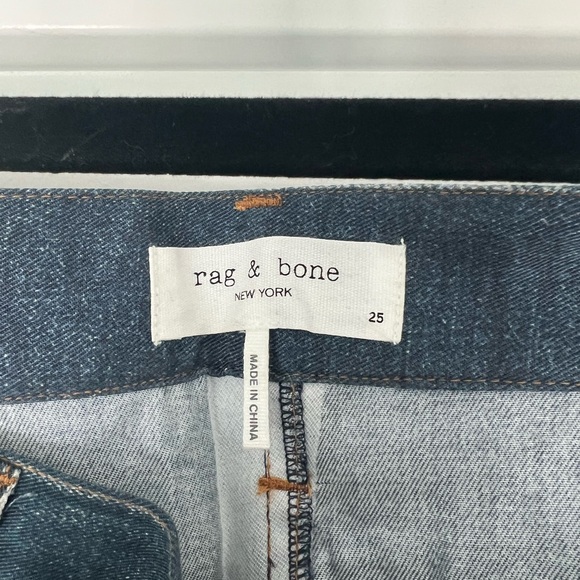 rag & bone
NEW YORK
25
MADE IN CHINA